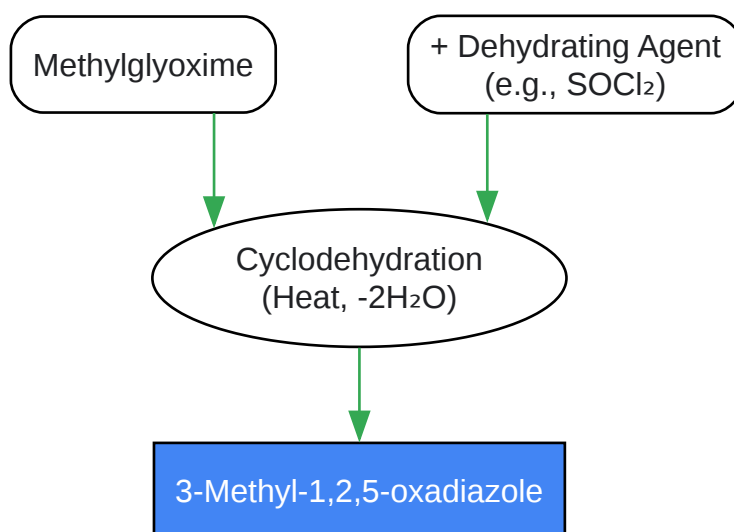 Methylglyoxime
+ Dehydrating Agent
(e.g., SOCl₂)
Cyclodehydration
(Heat, -2H₂O)
3-Methyl-1,2,5-oxadiazole